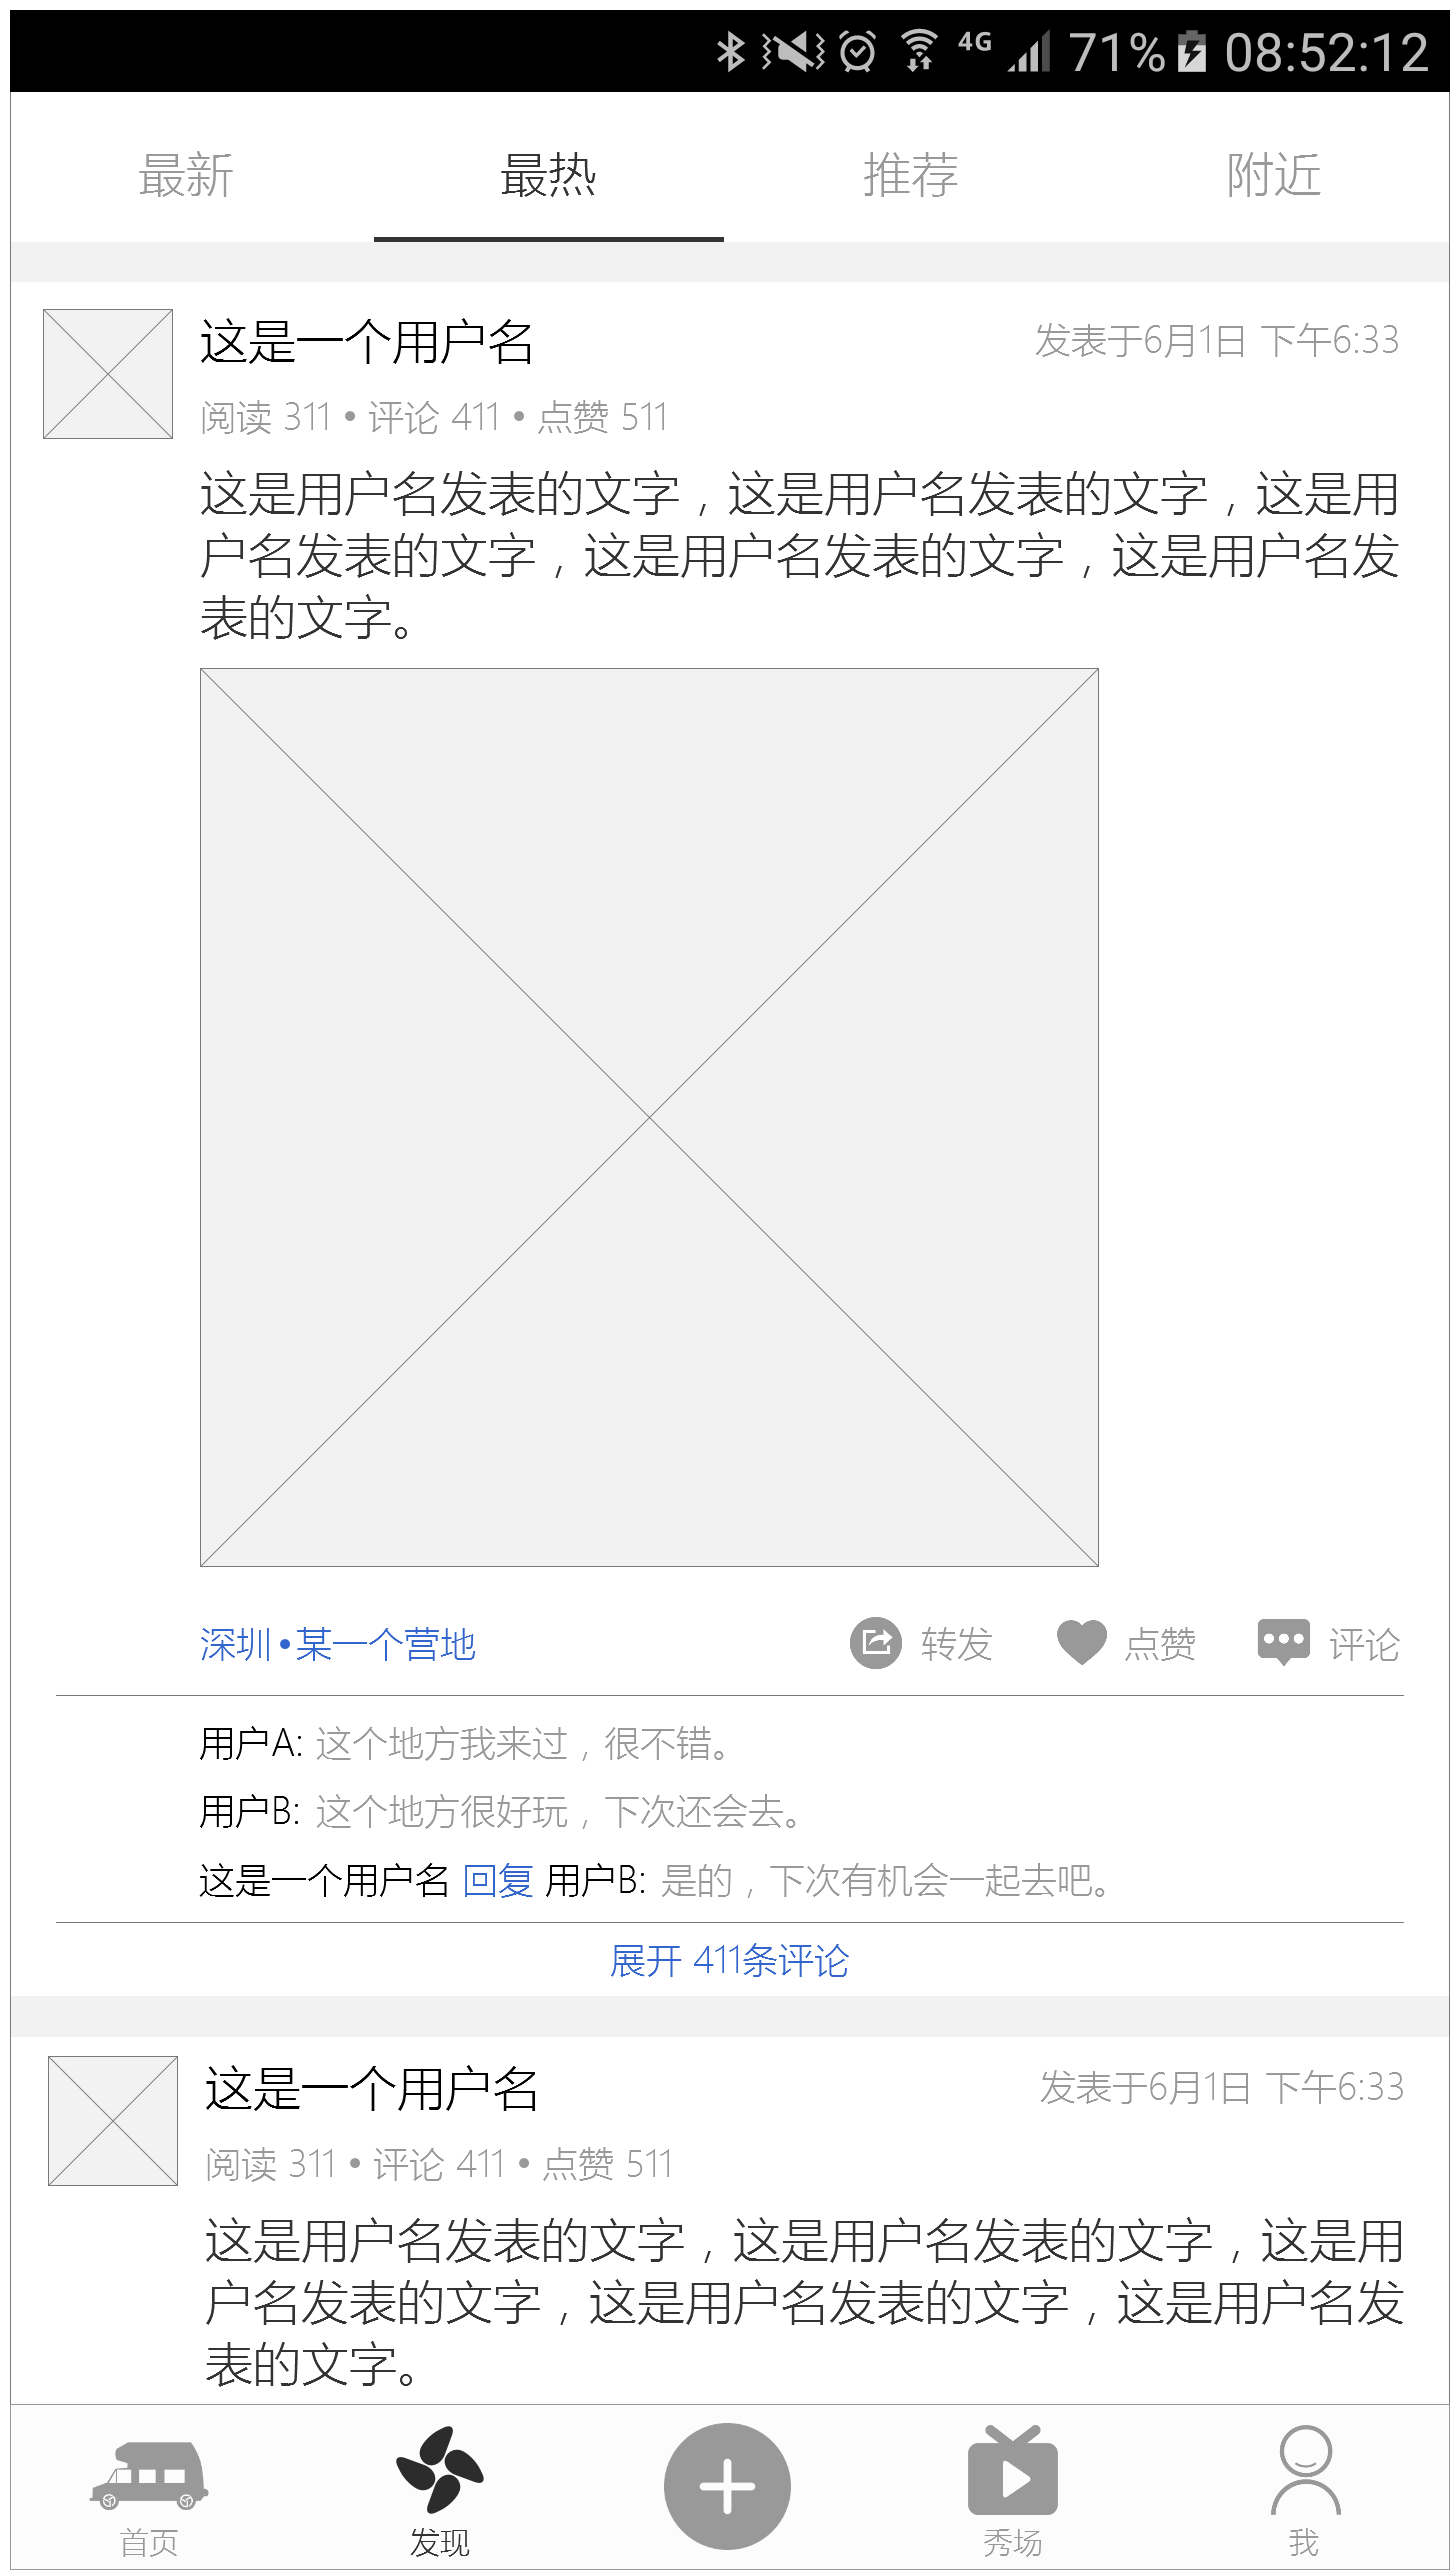 4G 71% 08:52:12
最新 最热 推荐 附近
这是一个用户名 发表于6月1日 下午6:33
阅读 311 • 评论 411 • 点赞 511
这是用户名发表的文字，这是用户名发表的文字，这是用
户名发表的文字，这是用户名发表的文字，这是用户名发
表的文字。
深圳•某一个营地 转发 点赞 评论
用户A: 这个地方我来过，很不错。
用户B: 这个地方很好玩，下次还会去。
这是一个用户名 回复 用户B: 是的，下次有机会一起去吧。
展开 411条评论
这是一个用户名 发表于6月1日 下午6:33
阅读 311 • 评论 411 • 点赞 511
这是用户名发表的文字，这是用户名发表的文字，这是用
户名发表的文字，这是用户名发表的文字，这是用户名发
表的文字。
首页 发现 秀场 我